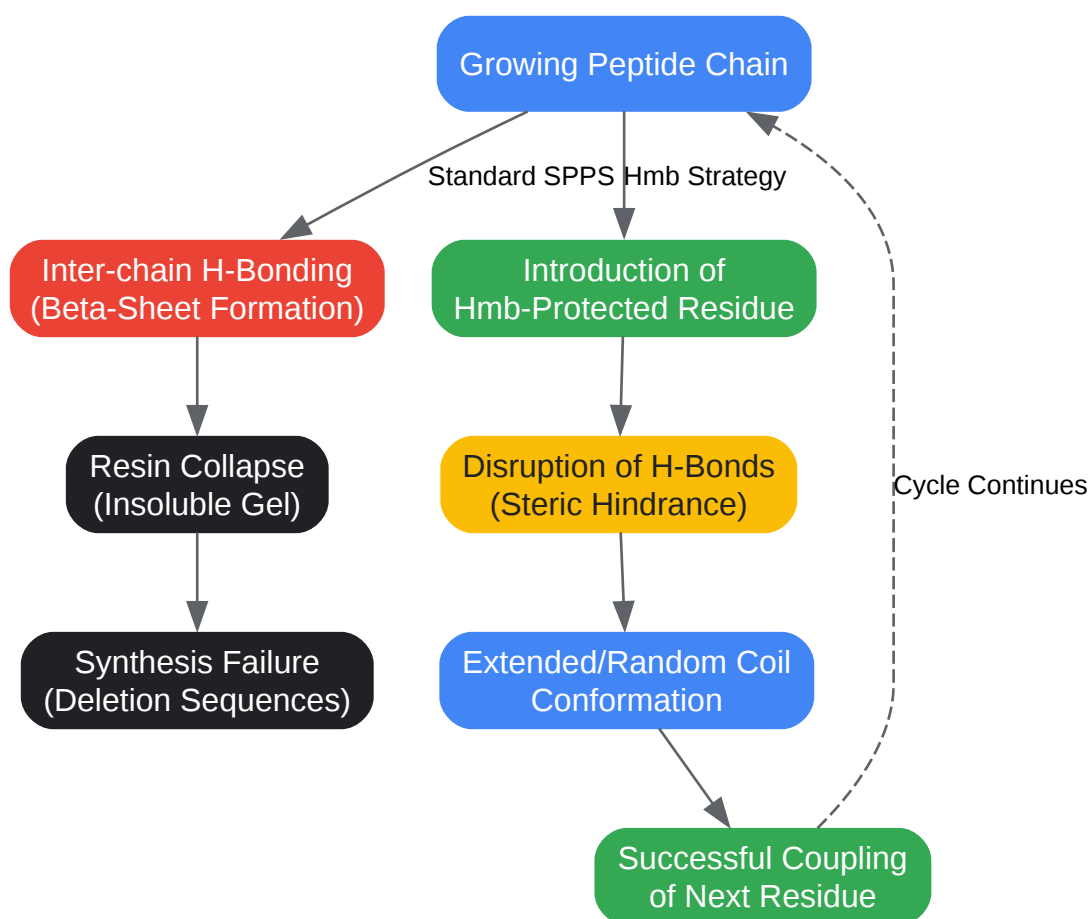 Growing Peptide Chain
Standard SPPS
Hmb Strategy
Inter-chain H-Bonding
(Beta-Sheet Formation)
Introduction of
Hmb-Protected Residue
Resin Collapse
(Insoluble Gel)
Disruption of H-Bonds
(Steric Hindrance)
Cycle Continues
Synthesis Failure
(Deletion Sequences)
Extended/Random Coil
Conformation
Successful Coupling
of Next Residue